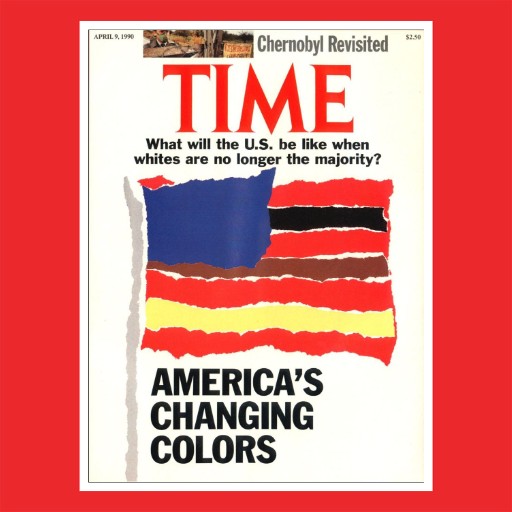 APRIL 9, 1990
Chernobyl Revisited
$2.50
TIME
What will the U.S. be like when
whites are no longer the majority?
AMERICA'S
CHANGING
COLORS